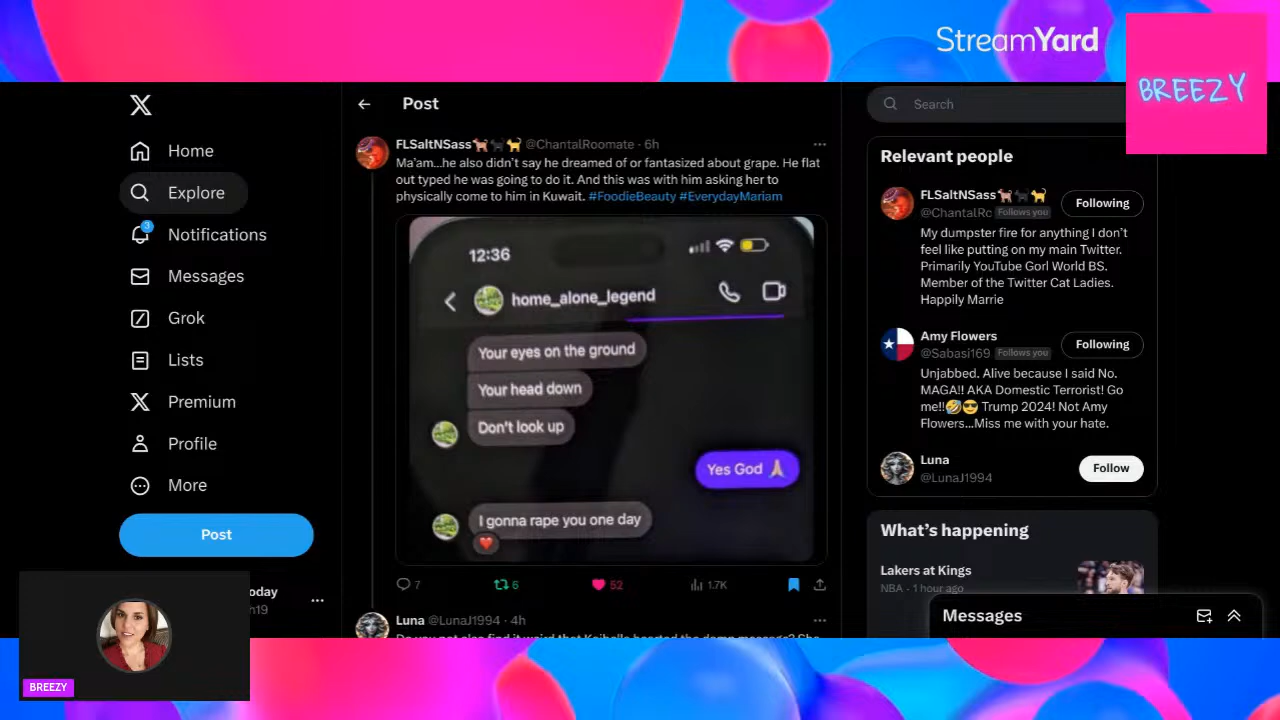 StreamYard
BREEZY
Post
Search
Home
Explore
3
Notifications
Messages
Grok
Lists
Premium
Profile
More
Post
FLSaltNSass @ChantalRoomate · 6h
Ma'am...he also didn't say he dreamed of or fantasized about grape. He flat
out typed he was going to do it. And this was with him asking her to
physically come to him in Kuwait. #FoodieBeauty #EverydayMariam
12:36
home_alone_legend
Your eyes on the ground
Your head down
Don't look up
Yes God 🙏
I gonna rape you one day
❤️
7 6 52 1.7K
Luna @LunaJ1994 · 4h
Relevant people
FLSaltNSass
@ChantalRc Follows you
Following
My dumpster fire for anything I don't
feel like putting on my main Twitter.
Primarily YouTube Gorl World BS.
Member of the Twitter Cat Ladies.
Happily Marrie
Amy Flowers
@Sabasi169 Follows you
Following
Unjabbed. Alive because I said No.
MAGA!! AKA Domestic Terrorist! Go
me!!🤣😎 Trump 2024! Not Amy
Flowers...Miss me with your hate.
Luna
@LunaJ1994
Follow
What's happening
Lakers at Kings
NBA · 1 hour ago
Messages
oday
h19
BREEZY